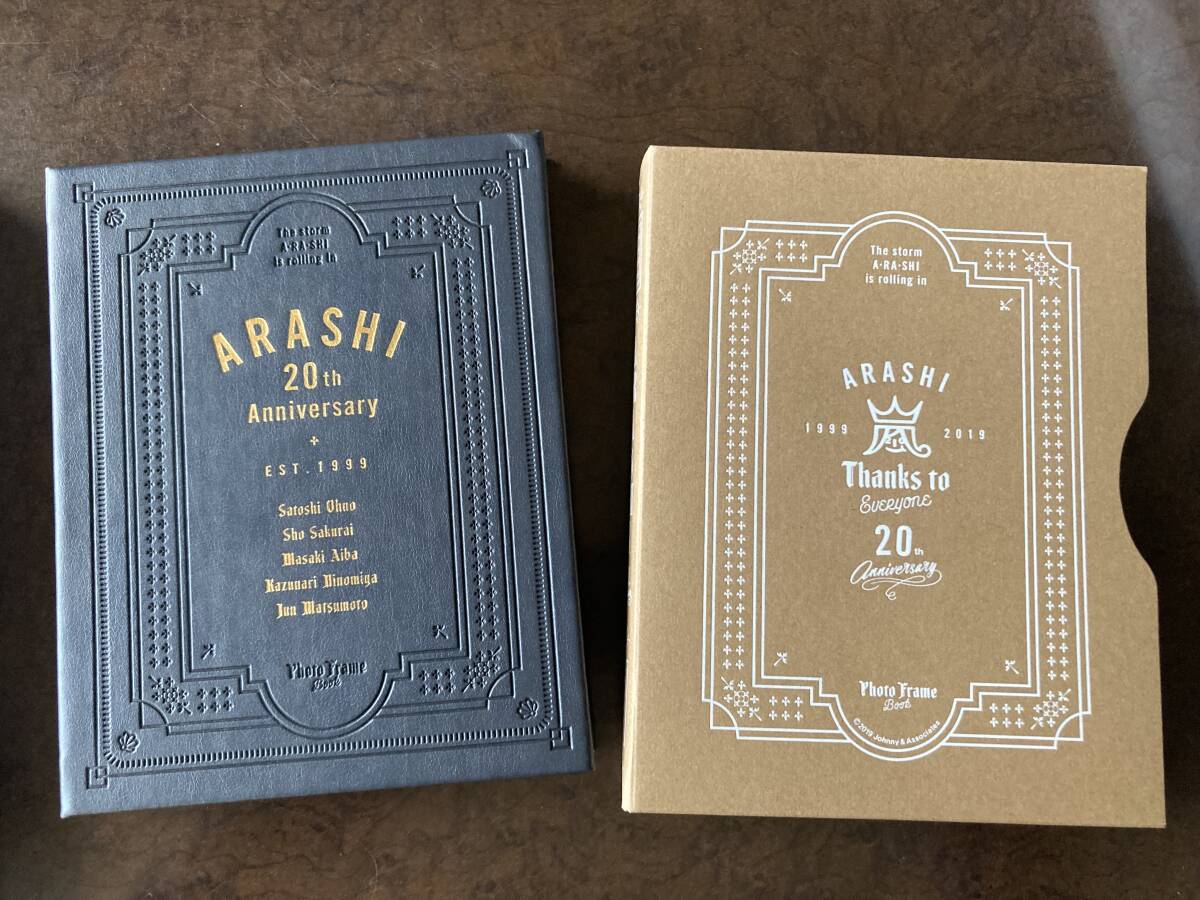 The storm
A・RA・SHI
is rolling in
ARASHI
20th
Anniversary
EST.1999
Satoshi Ohno
Sho Sakurai
Masaki Aiba
Kazunari Ninomiya
Jun Matsumoto
Photo Frame
Book
The storm
A・RA・SHI
is rolling in
ARASHI
1999 嵐 2019
Thanks to
Everyone
20th
Anniversary
Photo Frame
Book
©2019 Johnny & Associates